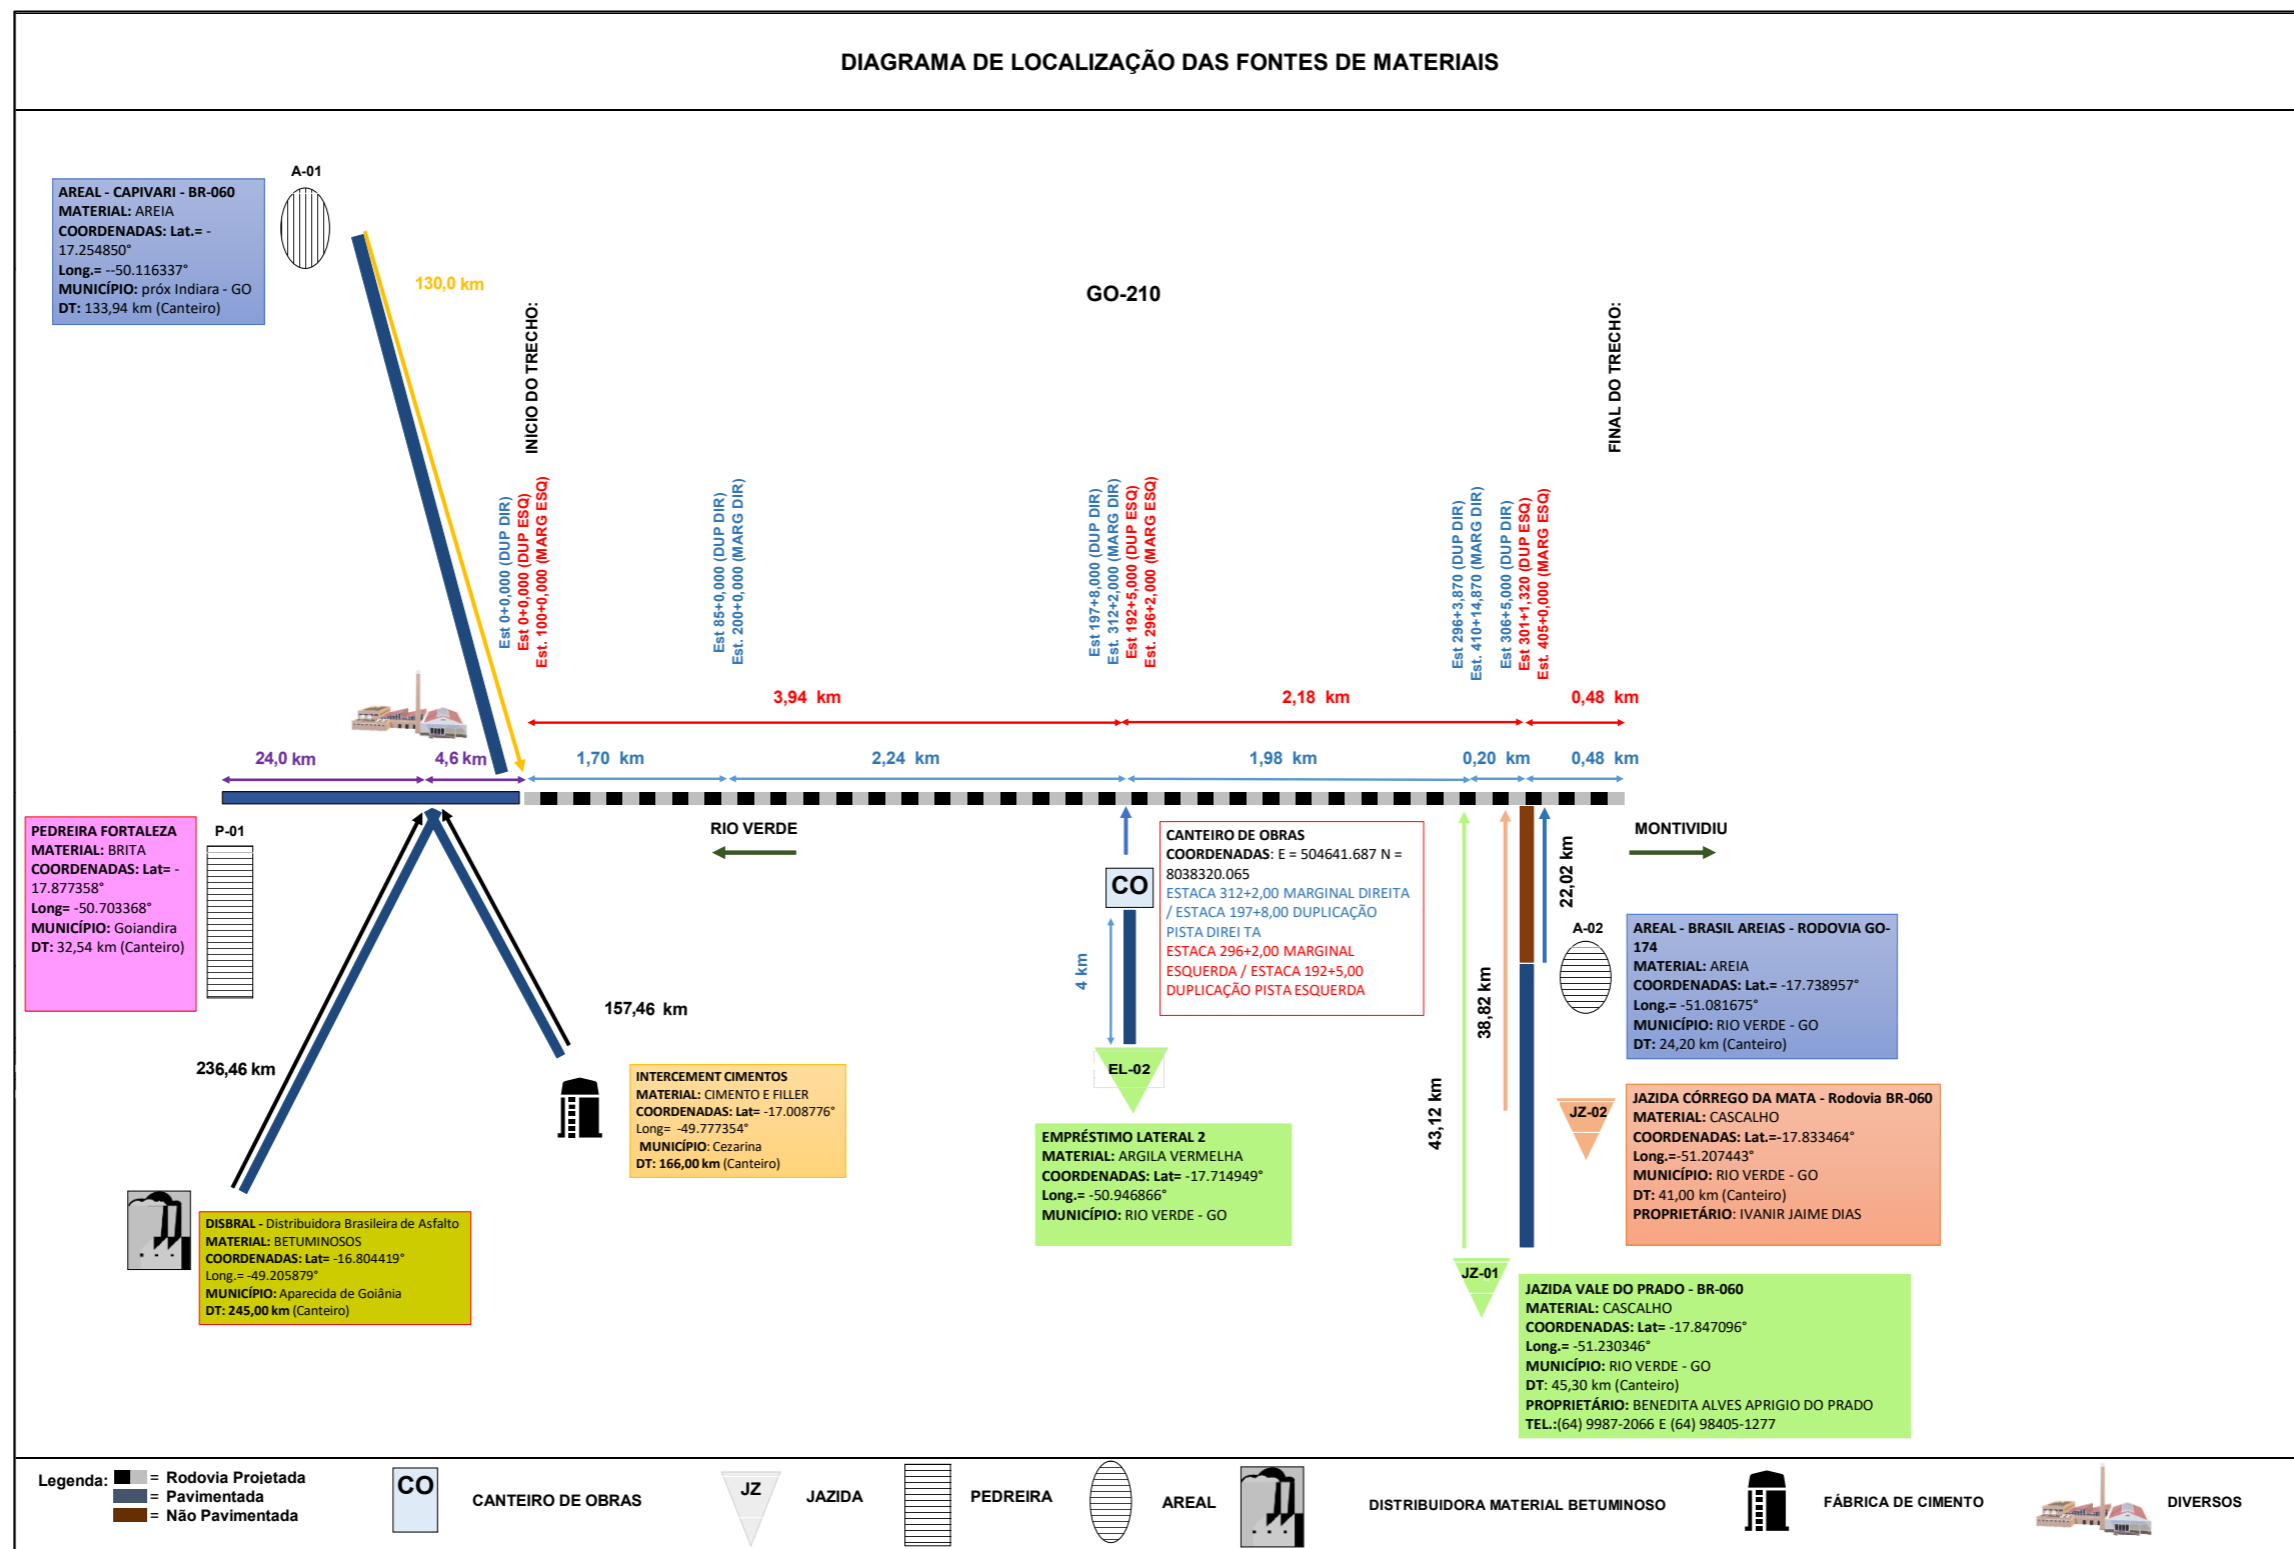 DIAGRAMA DE LOCALIZAÇÃO DAS FONTES DE MATERIAIS
A-01
AREAL - CAPIVARI - BR-060
MATERIAL: AREIA
COORDENADAS: Lat.= -
17.254850°
Long.= --50.116337°
MUNICÍPIO: próx Indiara - GO
DT: 133,94 km (Canteiro)
130,0 km
GO-210
INÍCIO DO TRECHO:
FINAL DO TRECHO:
Est 0+0,000 (DUP DIR)
Est 0+0,000 (DUP ESQ)
Est. 100+0,000 (MARG ESQ)
Est 85+0,000 (DUP DIR)
Est. 200+0,000 (MARG DIR)
Est 197+8,000 (DUP DIR)
Est. 312+2,000 (MARG DIR)
Est 192+5,000 (DUP ESQ)
Est. 296+2,000 (MARG ESQ)
Est 296+3,870 (DUP DIR)
Est. 410+14,870 (MARG DIR)
Est 306+5,000 (DUP DIR)
Est 301+1,320 (DUP ESQ)
Est. 405+0,000 (MARG ESQ)
3,94 km
2,18 km
0,48 km
24,0 km
4,6 km
1,70 km
2,24 km
1,98 km
0,20 km
0,48 km
RIO VERDE
MONTIVIDIU
PEDREIRA FORTALEZA
MATERIAL: BRITA
COORDENADAS: Lat= -
17.877358°
Long= -50.703368°
MUNICÍPIO: Goiandira
DT: 32,54 km (Canteiro)
P-01
CO
CANTEIRO DE OBRAS
COORDENADAS: E = 504641.687 N =
8038320.065
ESTACA 312+2,00 MARGINAL DIREITA
/ ESTACA 197+8,00 DUPLICAÇÃO
PISTA DIREI TA
ESTACA 296+2,00 MARGINAL
ESQUERDA / ESTACA 192+5,00
DUPLICAÇÃO PISTA ESQUERDA
22,02 km
A-02
AREAL - BRASIL AREIAS - RODOVIA GO-
174
MATERIAL: AREIA
COORDENADAS: Lat.= -17.738957°
Long.= -51.081675°
MUNICÍPIO: RIO VERDE - GO
DT: 24,20 km (Canteiro)
4 km
38,82 km
43,12 km
157,46 km
236,46 km
EL-02
INTERCEMENT CIMENTOS
MATERIAL: CIMENTO E FILLER
COORDENADAS: Lat= -17.008776°
Long= -49.777354°
MUNICÍPIO: Cezarina
DT: 166,00 km (Canteiro)
EMPRÉSTIMO LATERAL 2
MATERIAL: ARGILA VERMELHA
COORDENADAS: Lat= -17.714949°
Long.= -50.946866°
MUNICÍPIO: RIO VERDE - GO
JZ-02
JAZIDA CÓRREGO DA MATA - Rodovia BR-060
MATERIAL: CASCALHO
COORDENADAS: Lat.=-17.833464°
Long.=-51.207443°
MUNICÍPIO: RIO VERDE - GO
DT: 41,00 km (Canteiro)
PROPRIETÁRIO: IVANIR JAIME DIAS
DISBRAL - Distribuidora Brasileira de Asfalto
MATERIAL: BETUMINOSOS
COORDENADAS: Lat= -16.804419°
Long.= -49.205879°
MUNICÍPIO: Aparecida de Goiânia
DT: 245,00 km (Canteiro)
JZ-01
JAZIDA VALE DO PRADO - BR-060
MATERIAL: CASCALHO
COORDENADAS: Lat= -17.847096°
Long.= -51.230346°
MUNICÍPIO: RIO VERDE - GO
DT: 45,30 km (Canteiro)
PROPRIETÁRIO: BENEDITA ALVES APRIGIO DO PRADO
TEL.:(64) 9987-2066 E (64) 98405-1277
Legenda:
= Rodovia Projetada
= Pavimentada
= Não Pavimentada
CO
CANTEIRO DE OBRAS
JZ
JAZIDA
PEDREIRA
AREAL
DISTRIBUIDORA MATERIAL BETUMINOSO
FÁBRICA DE CIMENTO
DIVERSOS